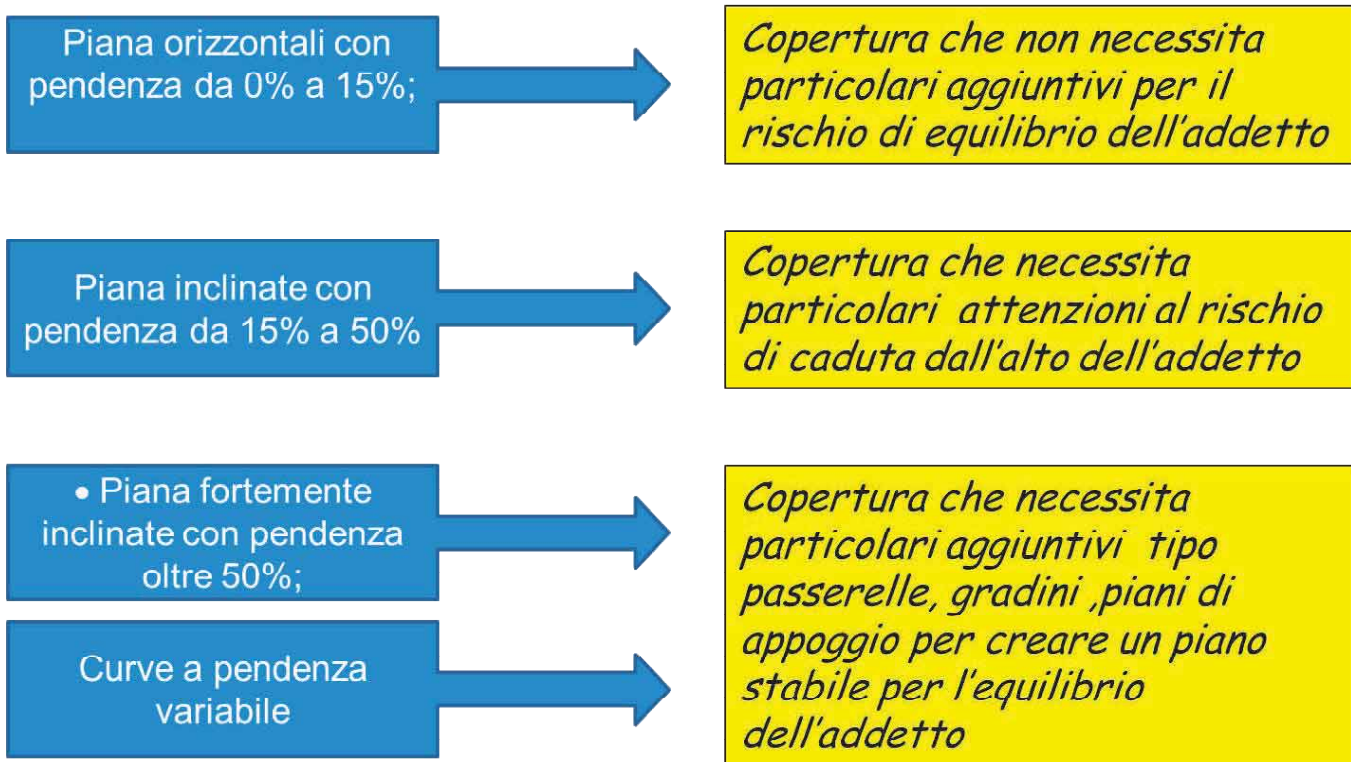 Piana orizzontali con
pendenza da 0% a 15%;
Copertura che non necessita
particolari aggiuntivi per il
rischio di equilibrio dell'addetto
Piana inclinate con
pendenza da 15% a 50%
Copertura che necessita
particolari attenzioni al rischio
di caduta dall'alto dell'addetto
• Piana fortemente
inclinate con pendenza
oltre 50%;
Curve a pendenza
variabile
Copertura che necessita
particolari aggiuntivi tipo
passerelle, gradini ,piani di
appoggio per creare un piano
stabile per l'equilibrio
dell'addetto